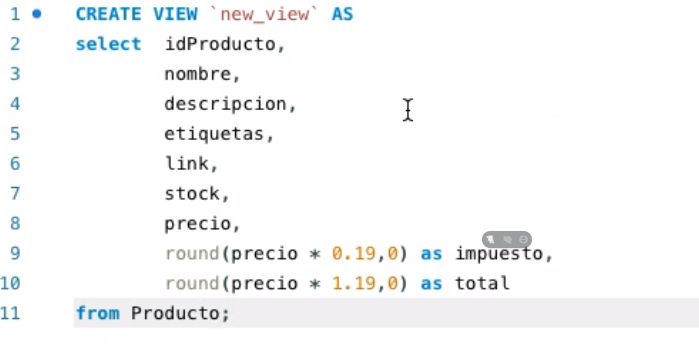 1 CREATE VIEW `new_view` AS
2 select  idProducto,
3         nombre,
4         descripcion,
5         etiquetas,
6         link,
7         stock,
8         precio,
9         round(precio * 0.19,0) as impuesto,
10         round(precio * 1.19,0) as total
11 from Producto;